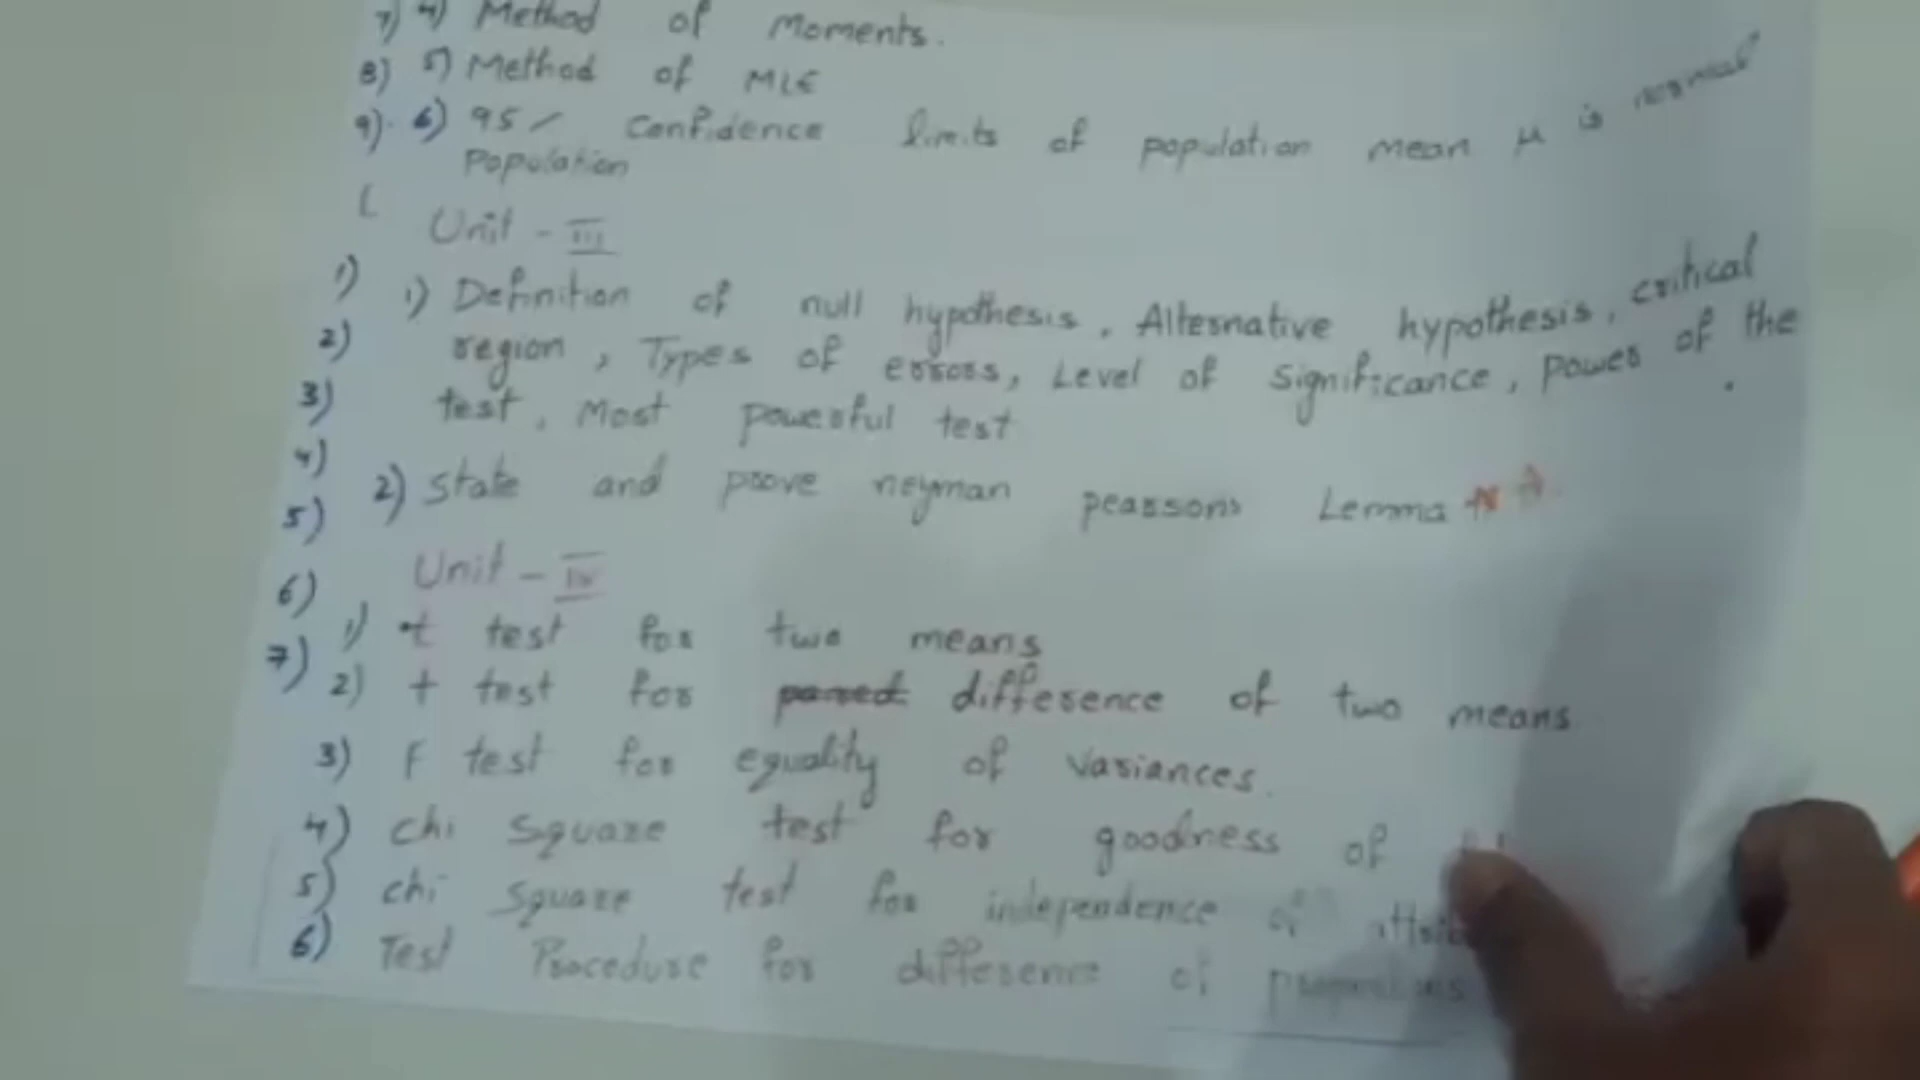 7) 4) Method of Moments.
8) 5) Method of MLE
9). 6) 95% Confidence limits of population mean μ is normal
Population
Unit - III
1) 1) Definition of null hypothesis, Alternative hypothesis, critical
2) region, Types of errors, Level of Significance, Power of the
3) test, Most powerful test
4)
5) 2) State and prove neyman pearsons Lemma
Unit - IV
6)
7) 1) t test for two means
2) t test for pared difference of two means
3) F test for equality of variances.
4) chi Square test for goodness of
5) chi Square test for independence of
6) Test Procedure for difference of